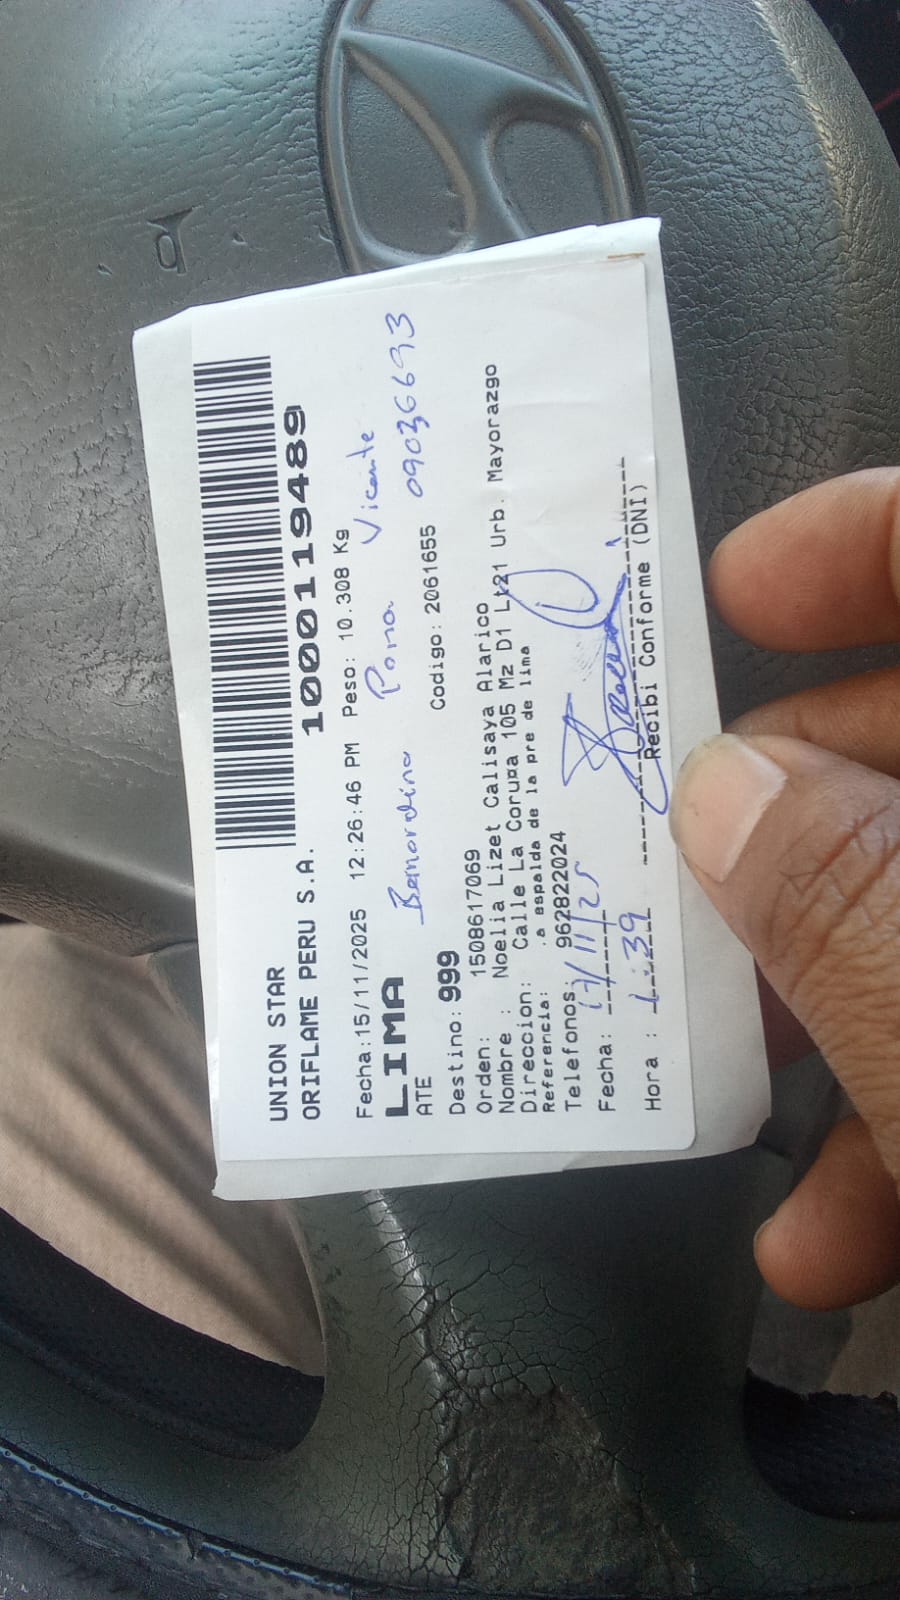 UNION STAR
ORIFLAME PERU S.A.
10001119489
Fecha:15/11/2025 12:26:46 PM Peso: 10.308 Kg
LIMA
Bernardina Poma Vicente
ATE
Destino: 999 Codigo: 2061655 09036693
Orden: 1508617069
Nombre : Noelia Lizet Calisaya Alarico
Direccion: Calle La Coruna 105 Mz D1 Lt21 Urb. Mayorazgo
Referencia: .a espalda de la pre de lima
Telefonos: 962822024
Fecha: 17/11/25
Hora : 1:39
Recibi Conforme (DNI)